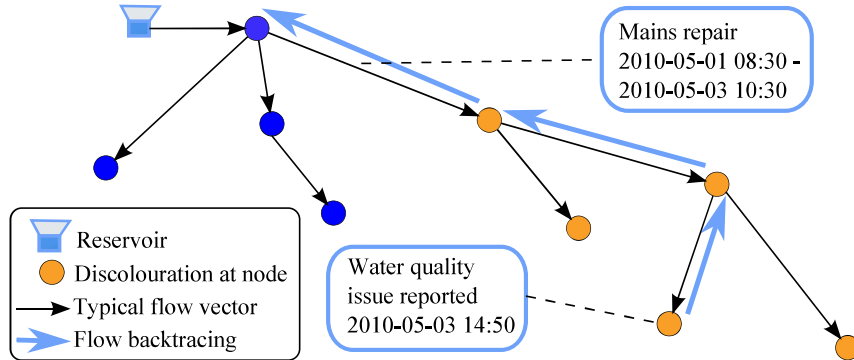 Mains repair
2010-05-01 08:30 -
2010-05-03 10:30
Water quality
issue reported
2010-05-03 14:50
Reservoir
Discolouration at node
Typical flow vector
Flow backtracing